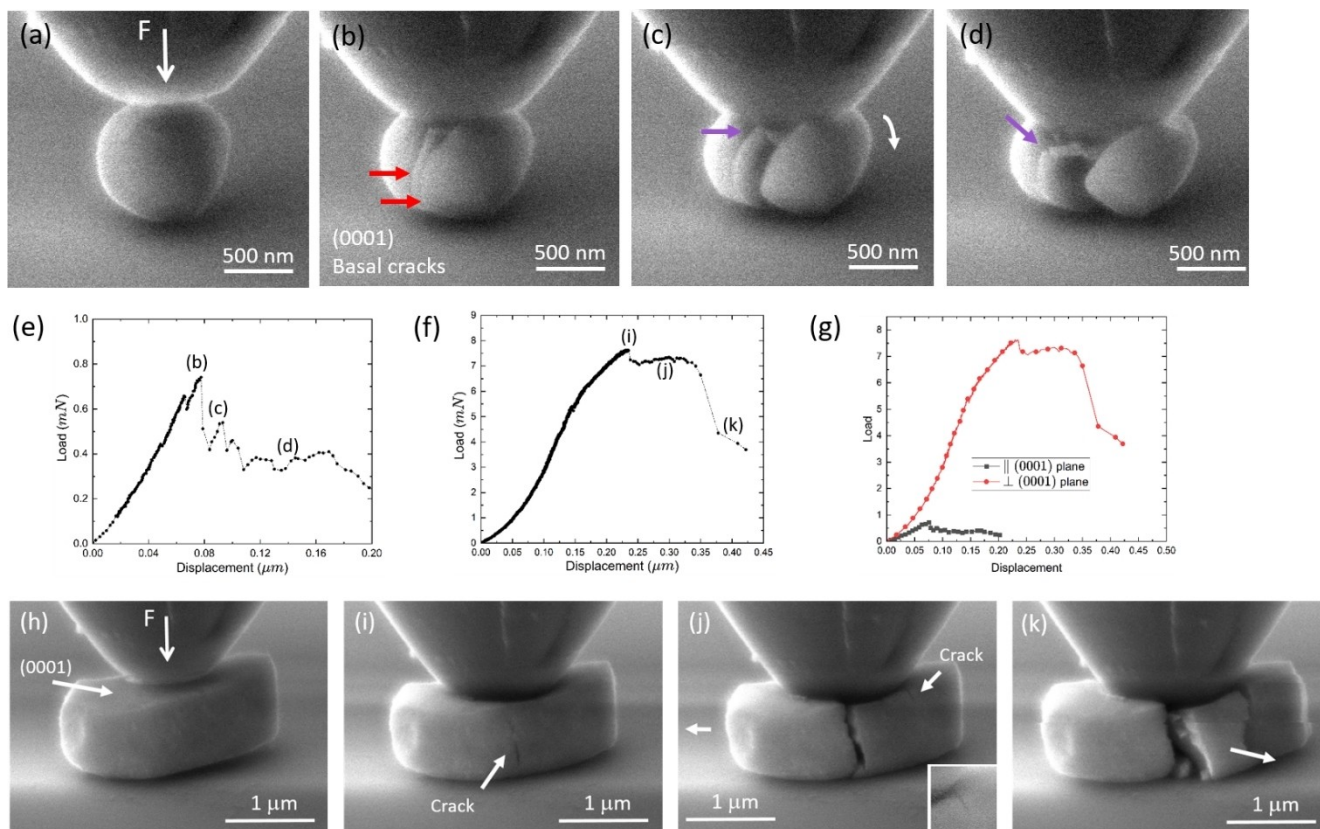 (a)
F
500 nm
(b)
(0001)
Basal cracks
500 nm
(c)
500 nm
(d)
500 nm
(e)
Load (mN)
1.0
0.8
0.6
0.4
0.2
0.0
(b)
(c)
(d)
0.00 0.04 0.08 0.12 0.16 0.20
Displacement (μm)
(f)
Load (mN)
9
8
7
6
5
4
3
2
1
0
(i)
(j)
(k)
0.00 0.05 0.10 0.15 0.20 0.25 0.30 0.35 0.40 0.45
Displacement (μm)
(g)
Load
8
7
6
5
4
3
2
1
0
∥ (0001) plane
⊥ (0001) plane
0.00 0.05 0.10 0.15 0.20 0.25 0.30 0.35 0.40 0.45 0.50
Displacement
(h)
F
(0001)
1 μm
(i)
Crack
1 μm
(j)
Crack
1 μm
(k)
1 μm